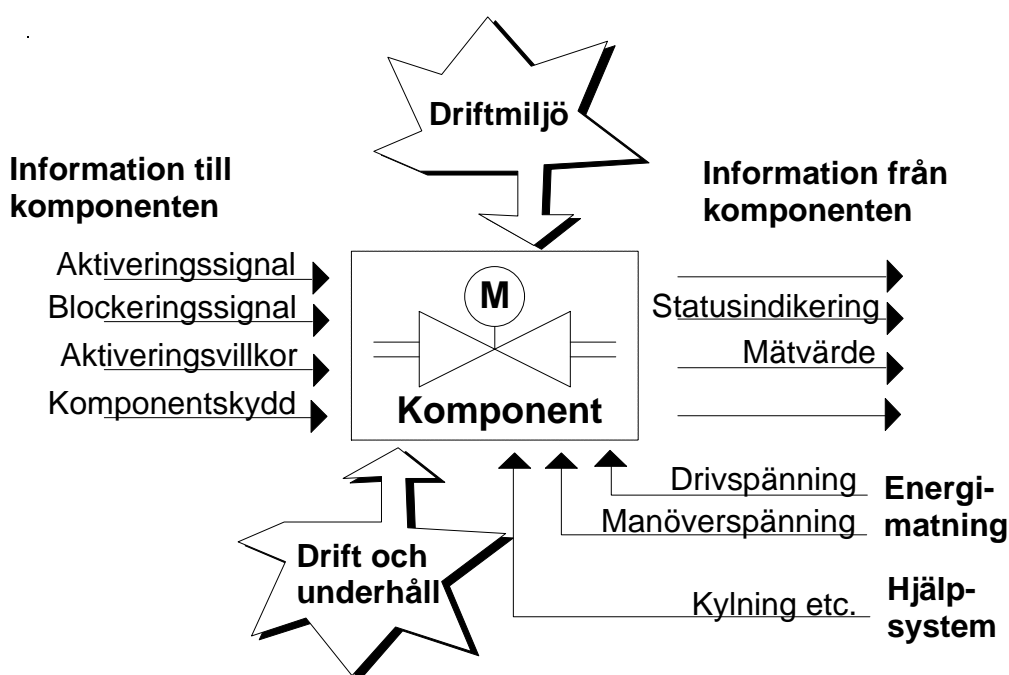 Driftmiljö
Information till
komponenten
Information från
komponenten
Aktiveringssignal
Blockeringssignal
Aktiveringsvillkor
Komponentskydd
M
Komponent
Statusindikering
Mätvärde
Drivspänning
Manöverspänning
Energi-
matning
Drift och
underhåll
Kylning etc.
Hjälp-
system